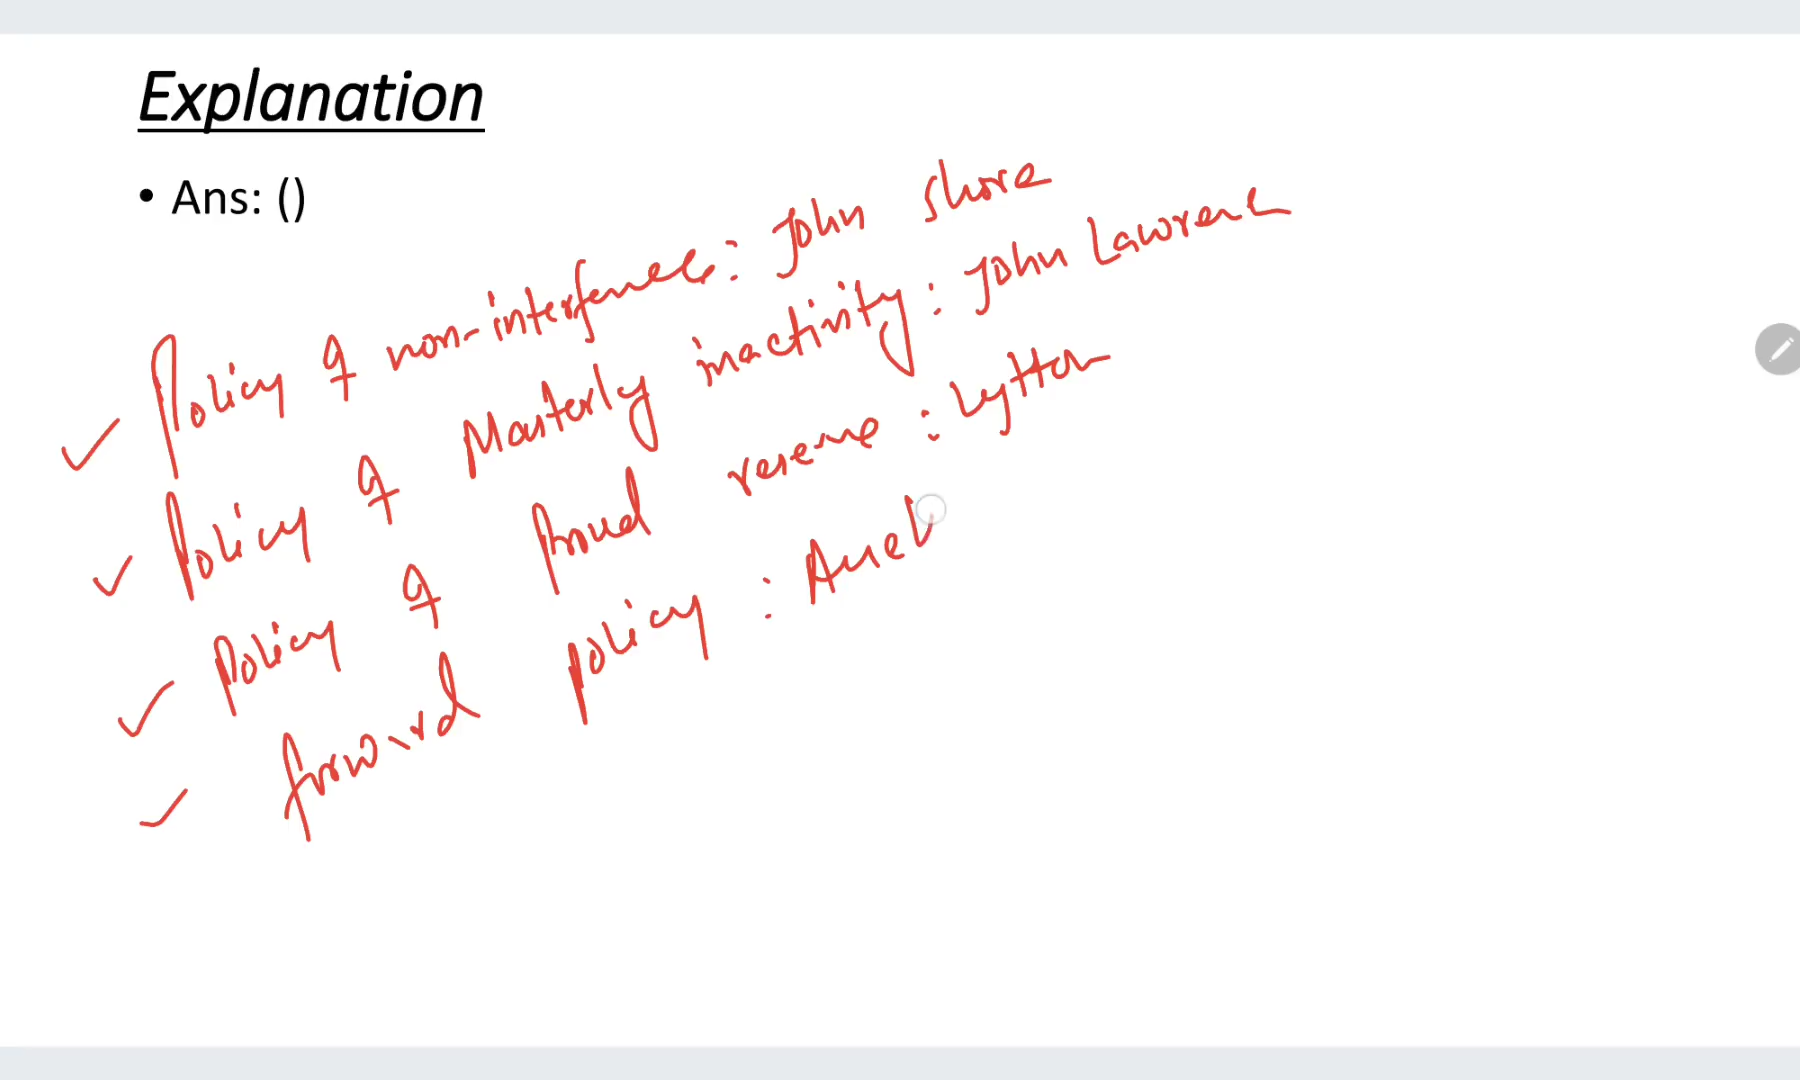 Explanation
• Ans: ()
Policy of non-interference: John Shore
Policy of Masterly inactivity: John Lawrence
Policy of Proud reserve: Lytton
forward policy: Auck